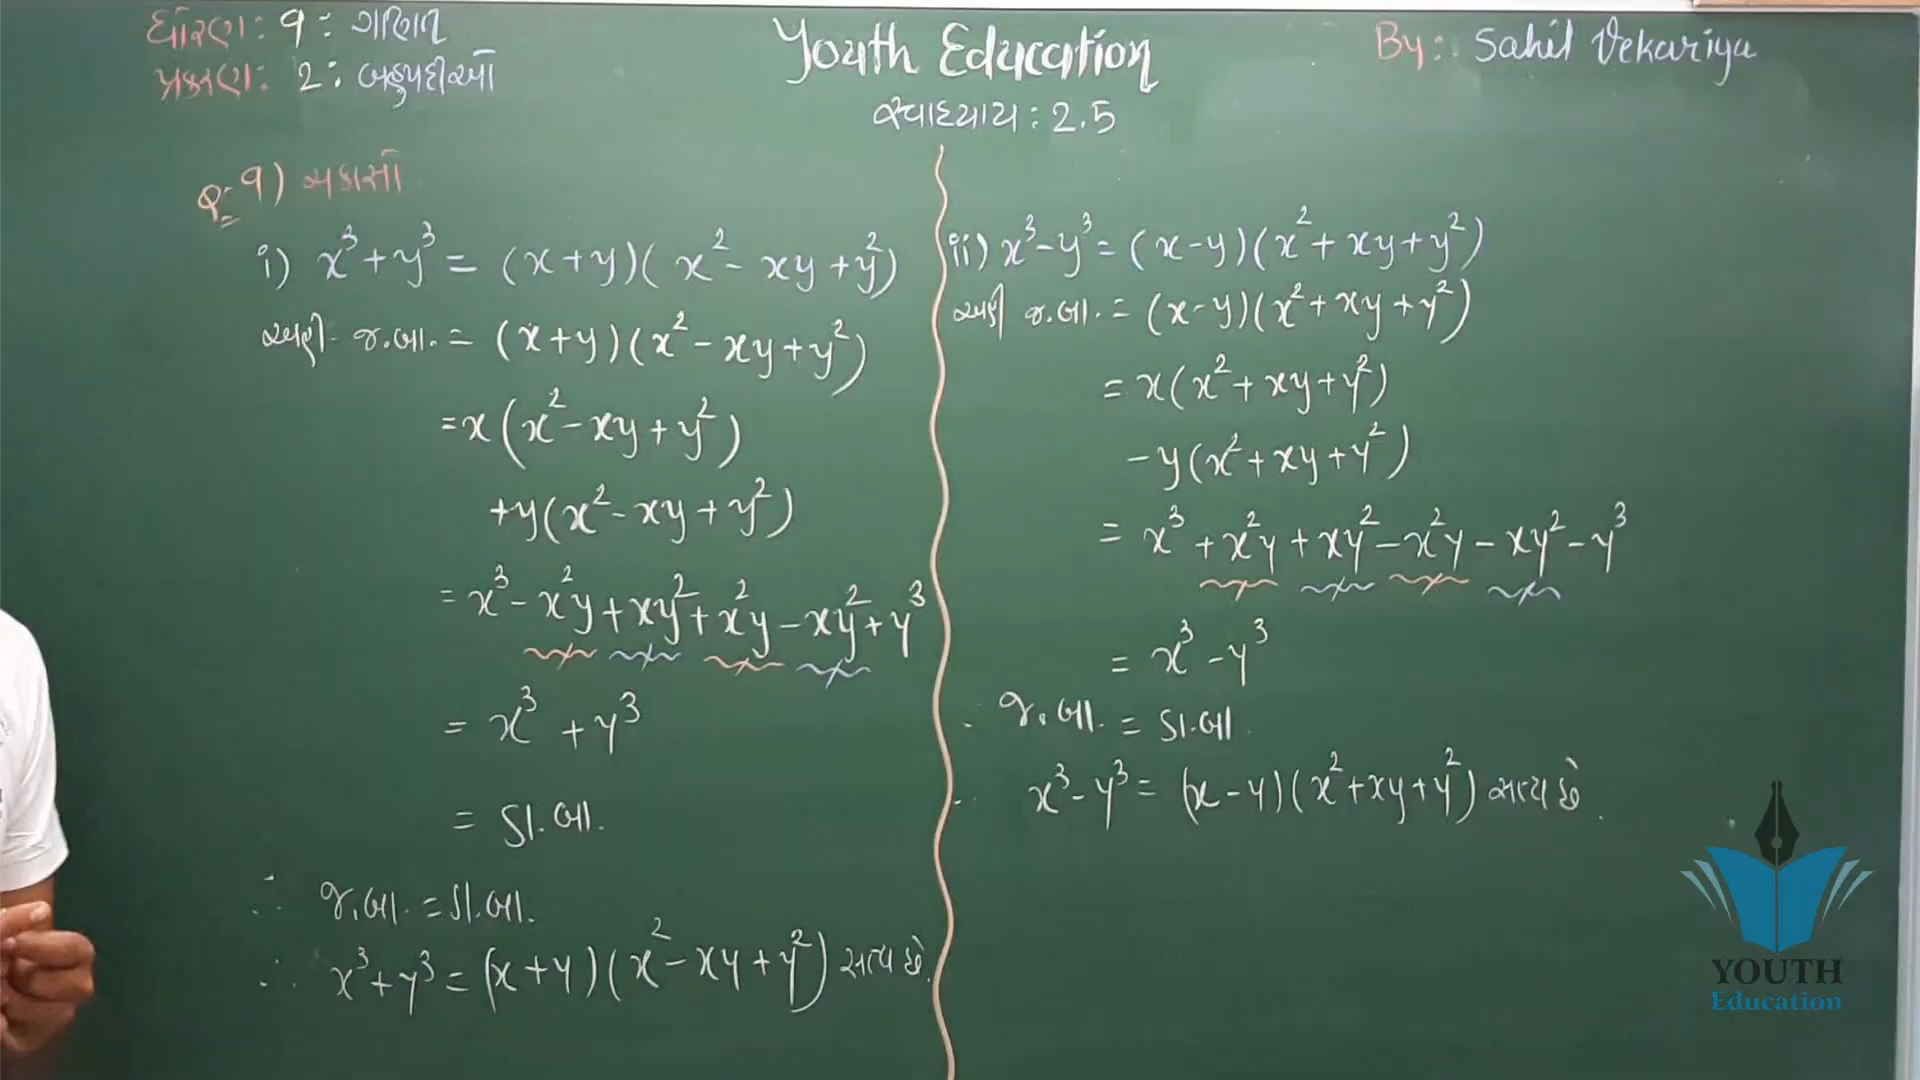 ધોરણ: 9: ગણિત
પ્રકરણ: 2: બહુપદીઓ
Youth Education
સ્વાધ્યાય: 2.5
By: Sahil Vekariya
Q: 9) ચકાસો
i) x³ + y³ = (x+y)(x² - xy + y²)
અહીં જ.બા. = (x+y)(x² - xy + y²)
= x(x² - xy + y²)
+ y(x² - xy + y²)
= x³ - x²y + xy² + x²y - xy² + y³
= x³ + y³
= ડા.બા.
∴ જ.બા. = ડા.બા.
∴ x³ + y³ = (x+y)(x² - xy + y²) સત્ય છે.
ii) x³ - y³ = (x-y)(x² + xy + y²)
અહીં જ.બા. = (x-y)(x² + xy + y²)
= x(x² + xy + y²)
- y(x² + xy + y²)
= x³ + x²y + xy² - x²y - xy² - y³
= x³ - y³
∴ જ.બા. = ડા.બા.
∴ x³ - y³ = (x-y)(x² + xy + y²) સત્ય છે.
YOUTH
Education